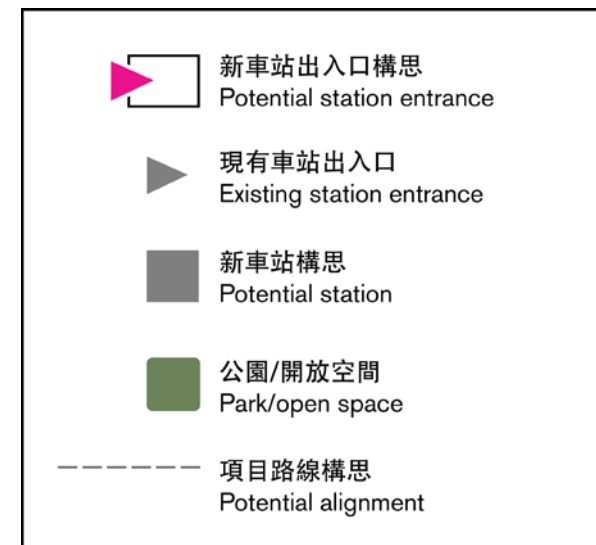 新車站出入口構思
Potential station entrance
現有車站出入口
Existing station entrance
新車站構思
Potential station
公園/開放空間
Park/open space
項目路線構思
Potential alignment